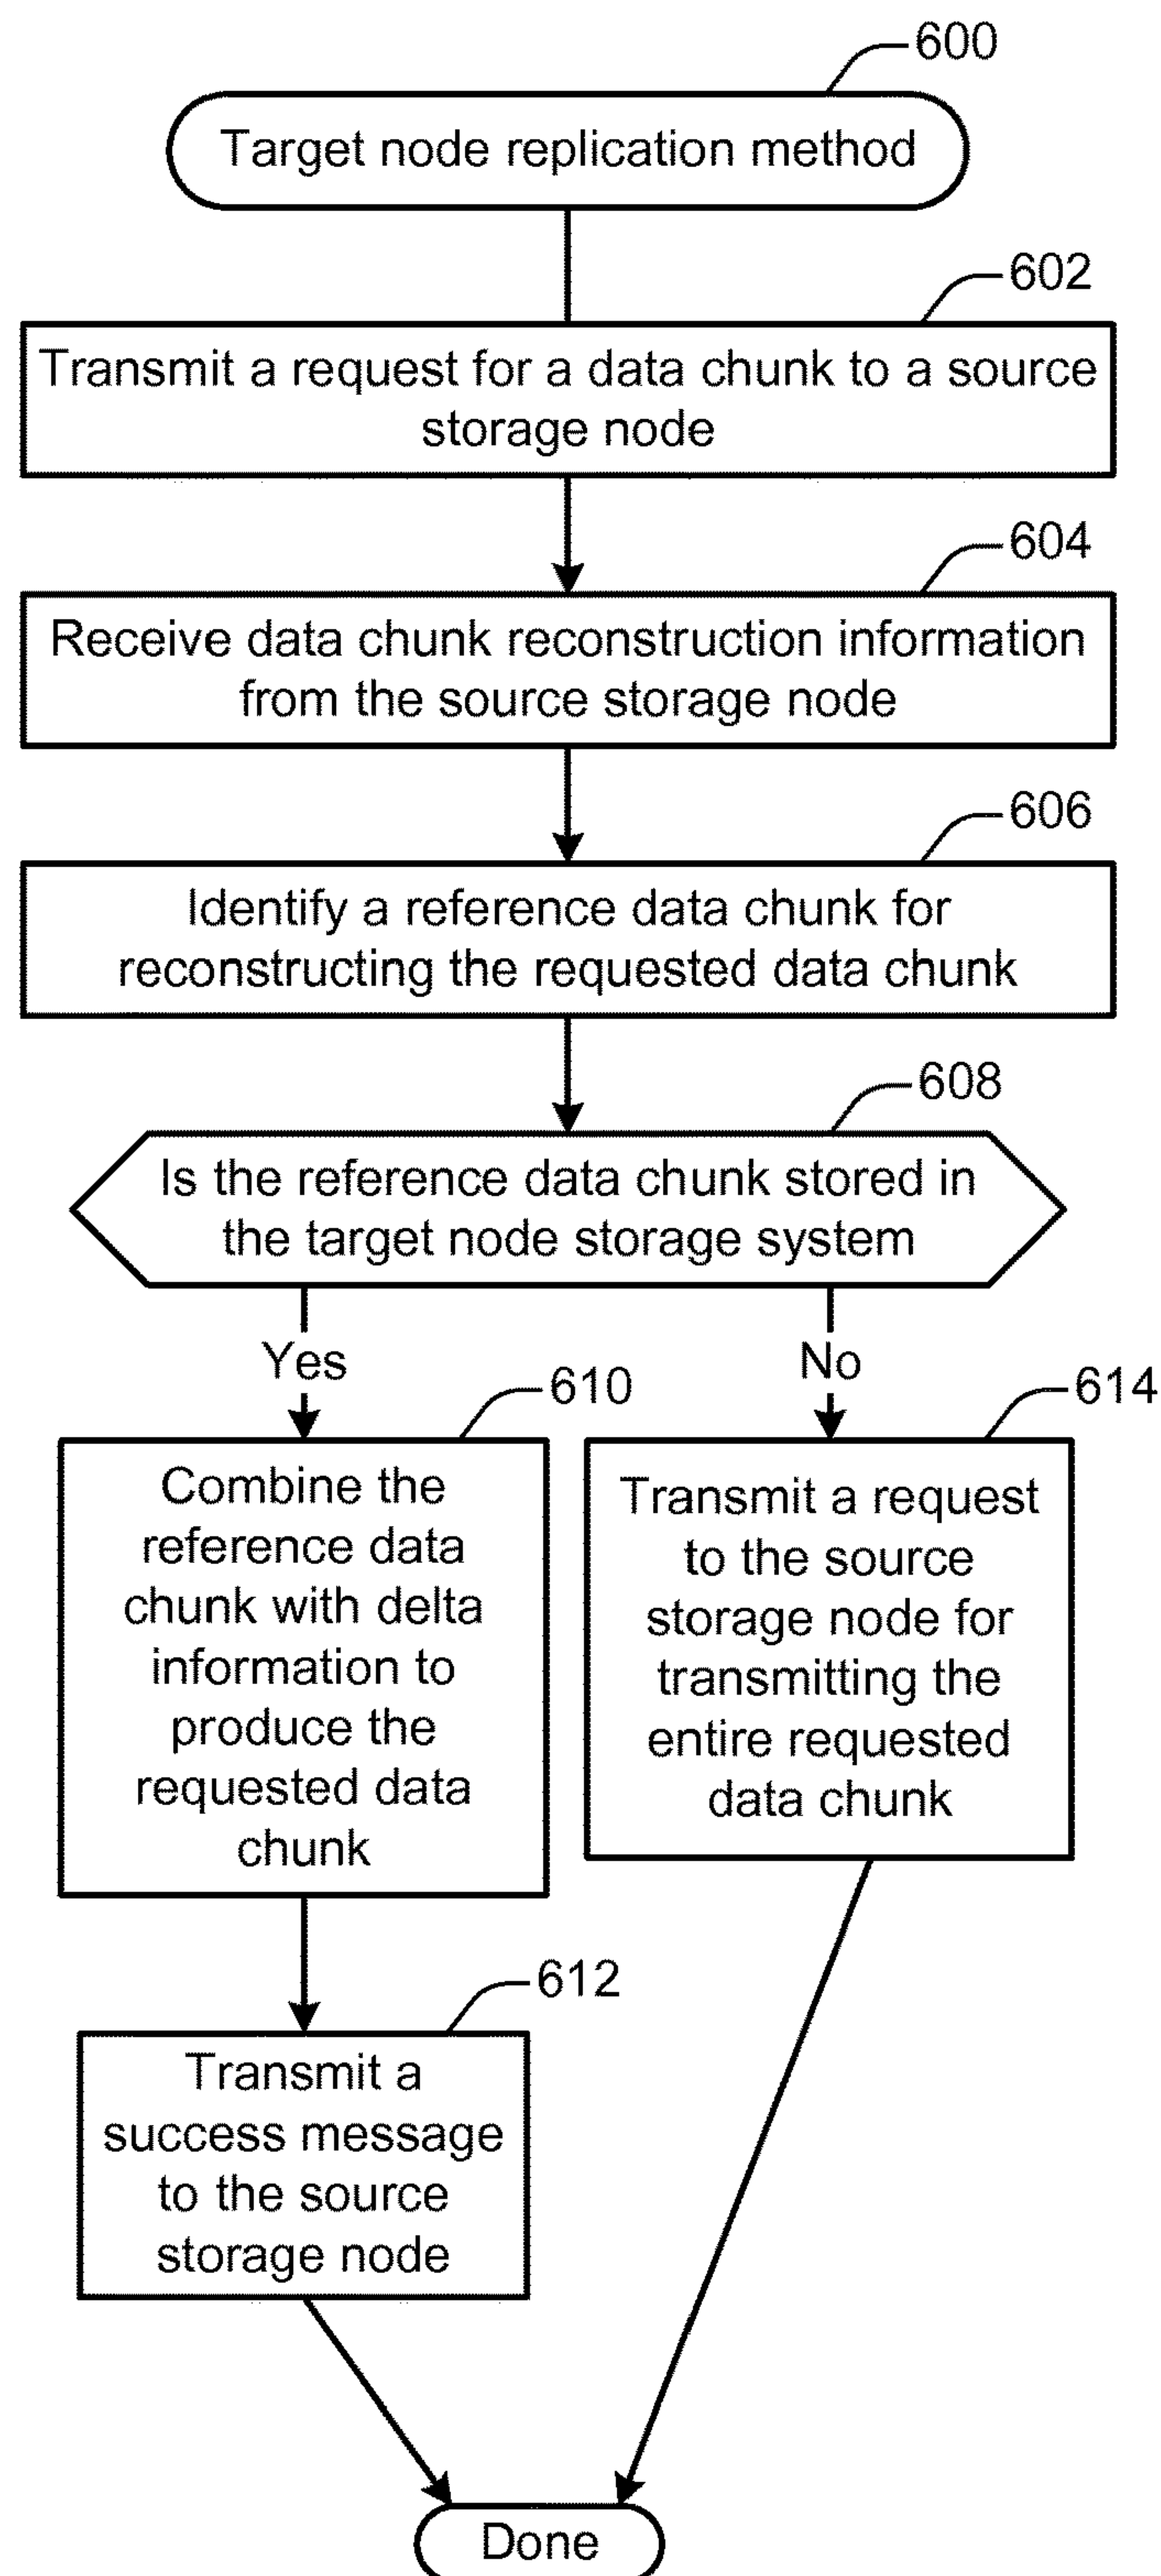 600
Target node replication method
602
Transmit a request for a data chunk to a source
storage node
604
Receive data chunk reconstruction information
from the source storage node
606
Identify a reference data chunk for
reconstructing the requested data chunk
608
Is the reference data chunk stored in
the target node storage system
Yes
No
610
Combine the
reference data
chunk with delta
information to
produce the
requested data
chunk
614
Transmit a request
to the source
storage node for
transmitting the
entire requested
data chunk
612
Transmit a
success message
to the source
storage node
Done